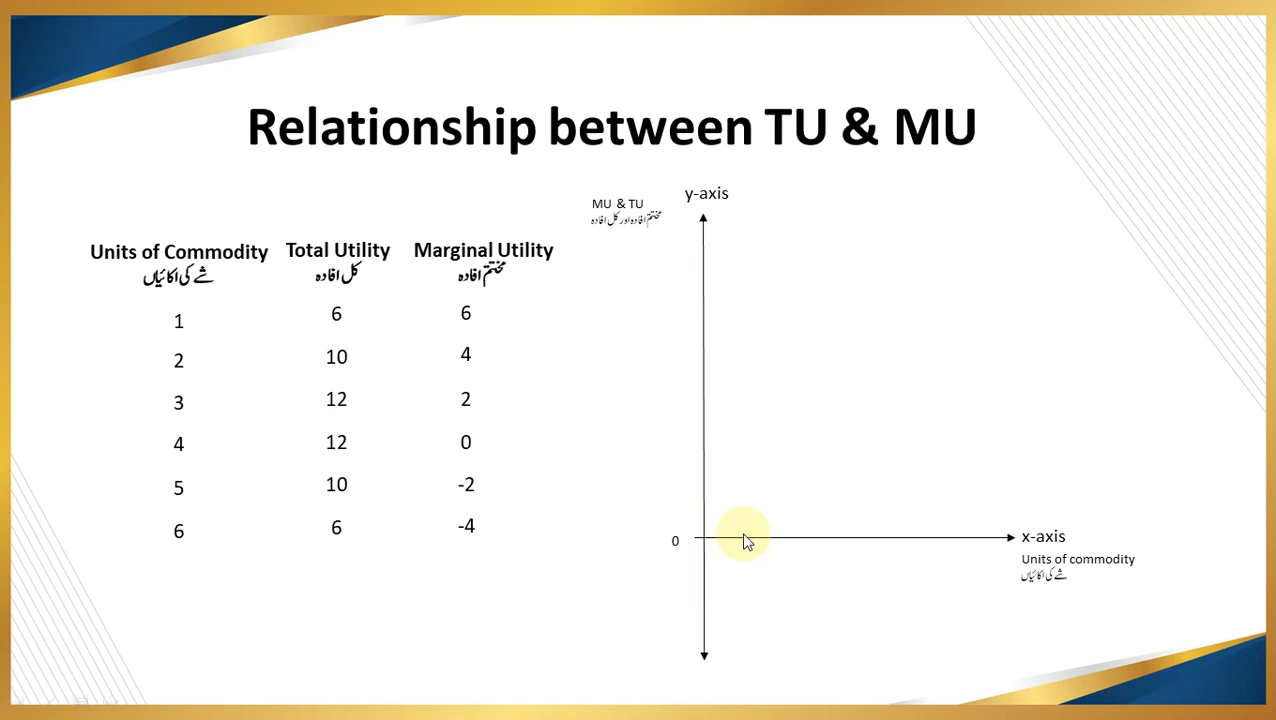 Relationship between TU & MU
Units of Commodity Total Utility Marginal Utility
شے کی اکائیاں کل افادہ مختتم افادہ
1 6 6
2 10 4
3 12 2
4 12 0
5 10 -2
6 6 -4
y-axis
MU & TU
مختتم افادہ اور کل افادہ
0
x-axis
Units of commodity
شے کی اکائیاں